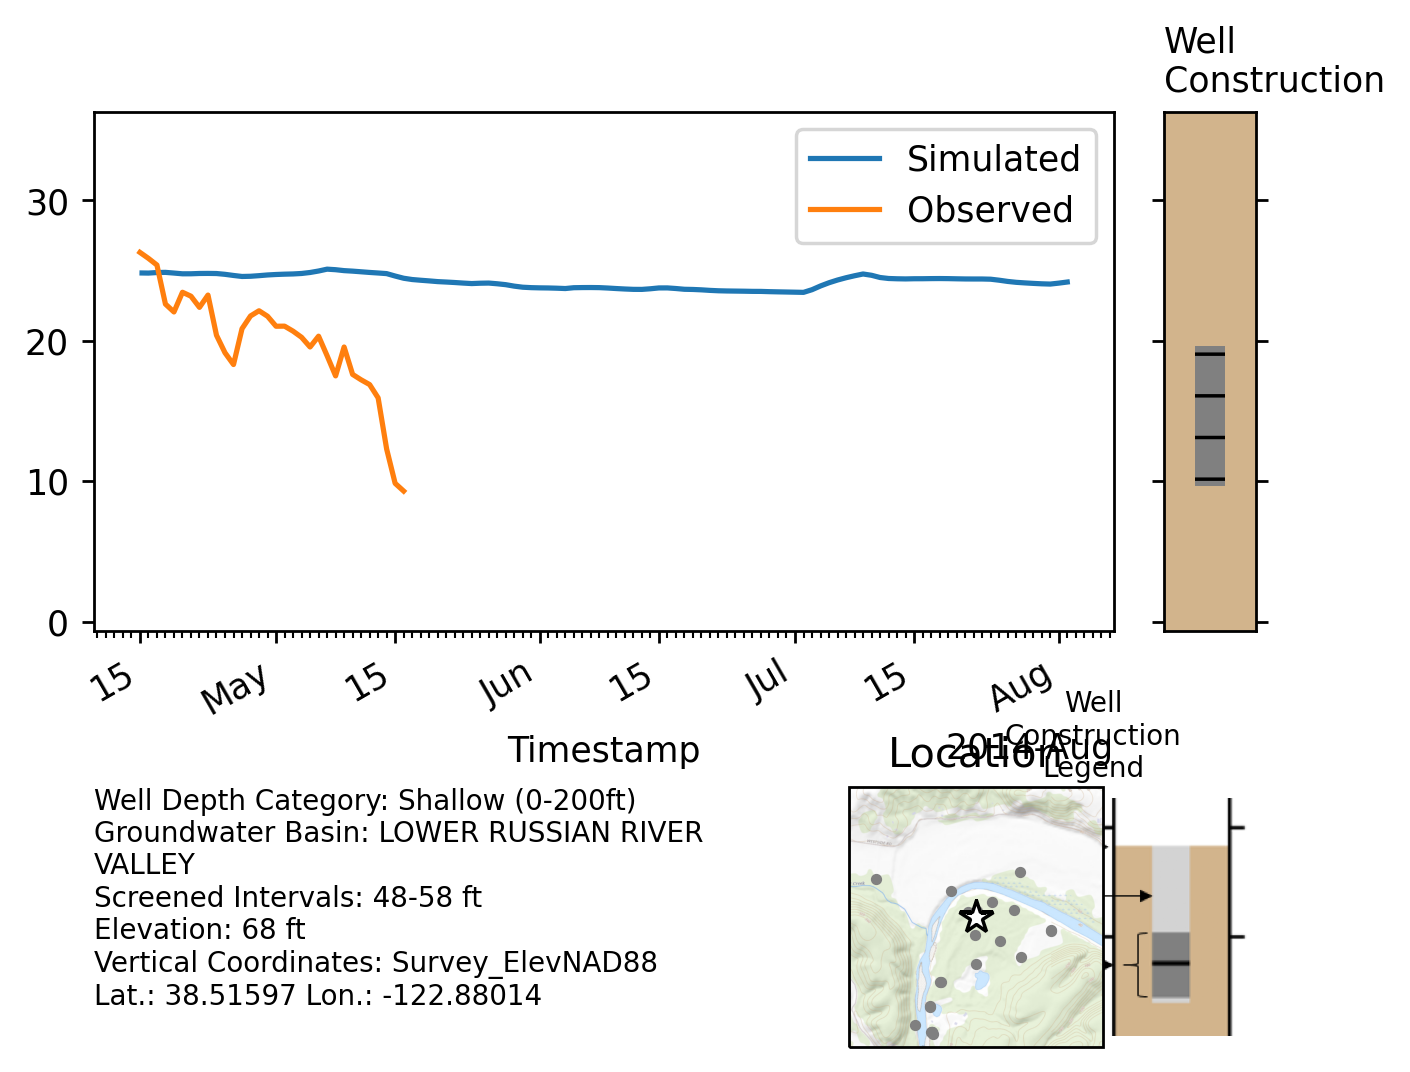 Well
Construction
Simulated
Observed
30
20
10
0
15
May
15
Jun
15
Jul
15
Aug
Timestamp
2014-Aug
Location
Well
Construction
Legend
Well Depth Category: Shallow (0-200ft)
Groundwater Basin: LOWER RUSSIAN RIVER
VALLEY
Screened Intervals: 48-58 ft
Elevation: 68 ft
Vertical Coordinates: Survey_ElevNAD88
Lat.: 38.51597 Lon.: -122.88014